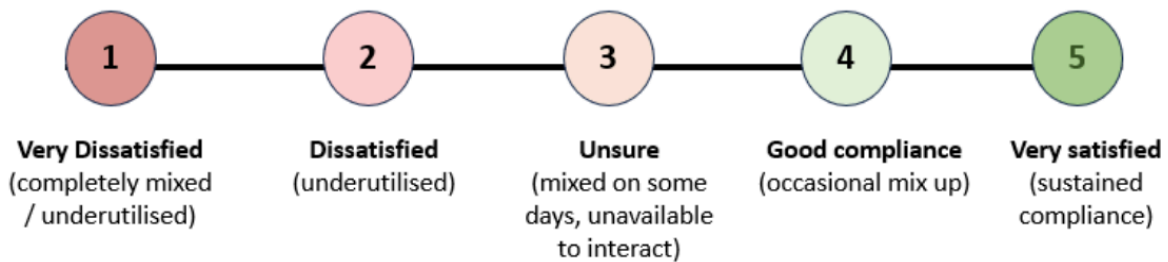 1
2
3
4
5
Very Dissatisfied
(completely mixed
/ underutilised)
Dissatisfied
(underutilised)
Unsure
(mixed on some
days, unavailable
to interact)
Good compliance
(occasional mix up)
Very satisfied
(sustained
compliance)